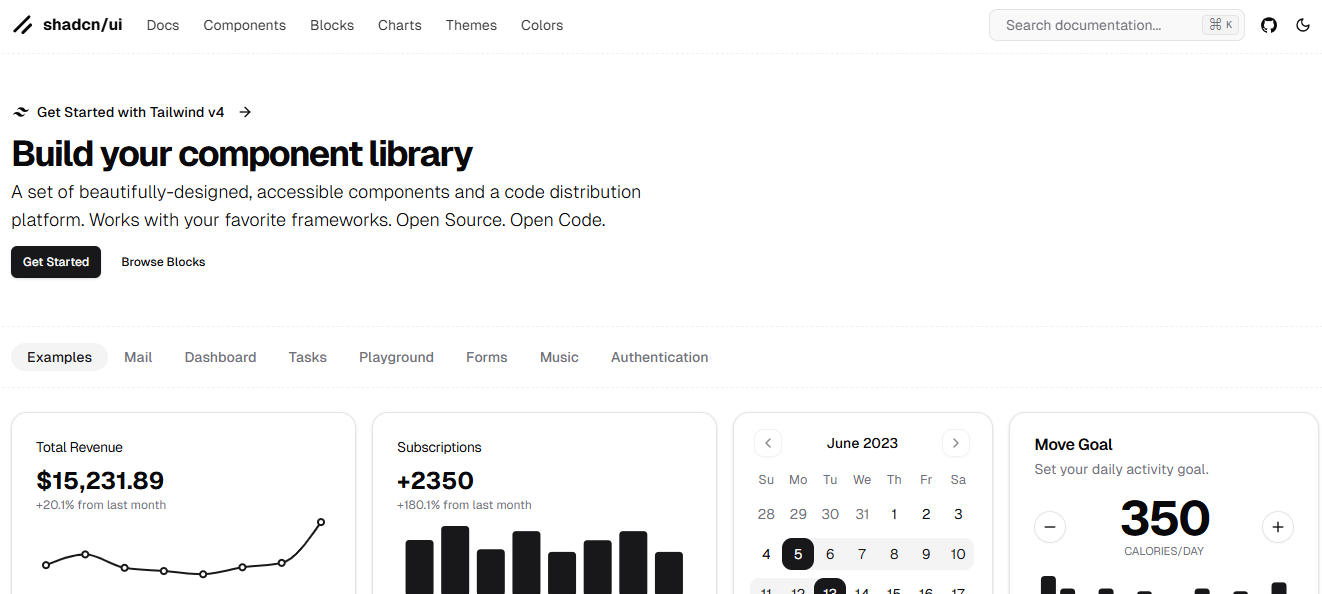 shadcn/ui Docs Components Blocks Charts Themes Colors Search documentation... ⌘ K
Get Started with Tailwind v4 →
Build your component library
A set of beautifully-designed, accessible components and a code distribution
platform. Works with your favorite frameworks. Open Source. Open Code.
Get Started Browse Blocks
Examples Mail Dashboard Tasks Playground Forms Music Authentication
Total Revenue
$15,231.89
+20.1% from last month
Subscriptions
+2350
+180.1% from last month
June 2023
Su Mo Tu We Th Fr Sa
28 29 30 31 1 2 3
4 5 6 7 8 9 10
11 12 13 14 15 16 17
Move Goal
Set your daily activity goal.
350
CALORIES/DAY